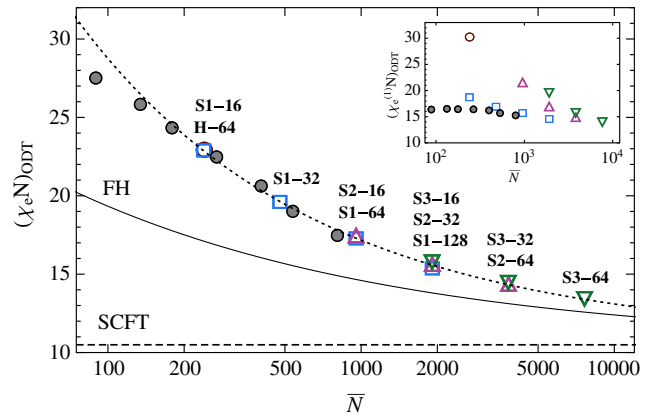 30
25
20
15
10
(χₑN)ODT
S1−16
H−64
FH
S1−32
S2−16
S1−64
S3−16
S2−32
S1−128
S3−32
S2−64
S3−64
SCFT
100 200 500 1000 2000 5000 10000
N̅
30
25
20
15
10
(χₑ⁽¹⁾N)ODT
10² 10³ 10⁴
N̅